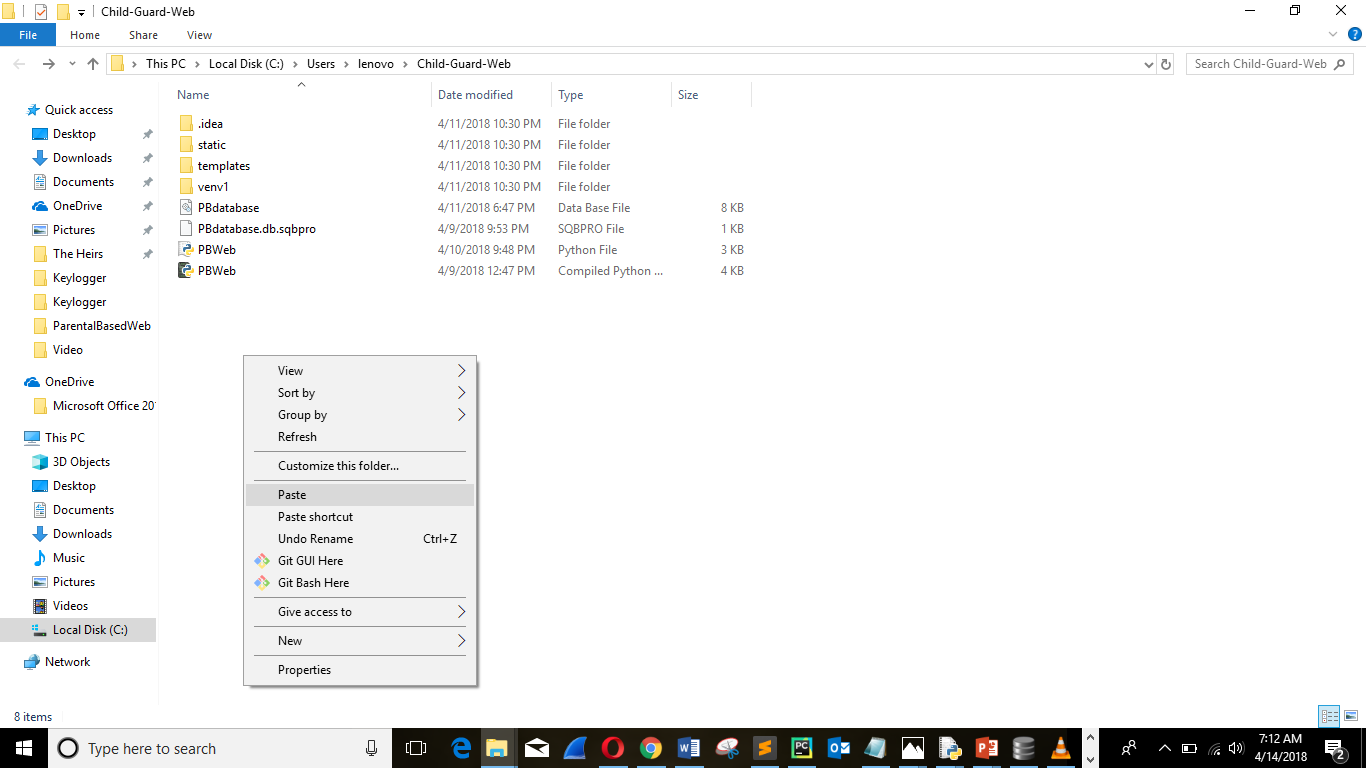 Child-Guard-Web
File Home Share View
This PC Local Disk (C:) Users lenovo Child-Guard-Web
Search Child-Guard-Web
Quick access
Desktop
Downloads
Documents
OneDrive
Pictures
The Heirs
Keylogger
Keylogger
ParentalBasedWeb
Video
OneDrive
Microsoft Office 20
This PC
3D Objects
Desktop
Documents
Downloads
Music
Pictures
Videos
Local Disk (C:)
Network
Name Date modified Type Size
.idea 4/11/2018 10:30 PM File folder
static 4/11/2018 10:30 PM File folder
templates 4/11/2018 10:30 PM File folder
venv1 4/11/2018 10:30 PM File folder
PBdatabase 4/11/2018 6:47 PM Data Base File 8 KB
PBdatabase.db.sqbpro 4/9/2018 9:53 PM SQBPRO File 1 KB
PBWeb 4/10/2018 9:48 PM Python File 3 KB
PBWeb 4/9/2018 12:47 PM Compiled Python ... 4 KB
View
Sort by
Group by
Refresh
Customize this folder...
Paste
Paste shortcut
Undo Rename Ctrl+Z
Git GUI Here
Git Bash Here
Give access to
New
Properties
8 items
Type here to search
7:12 AM
4/14/2018
2